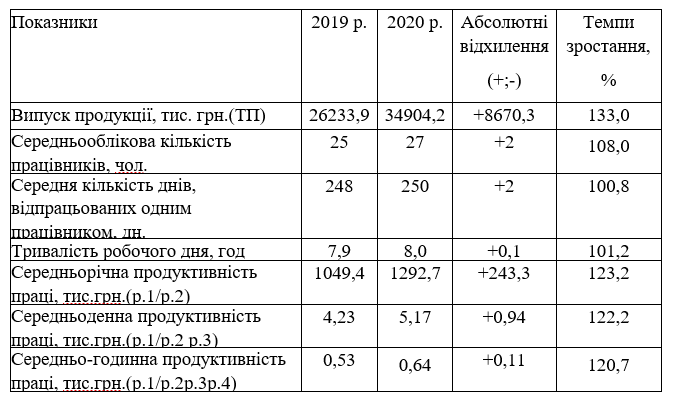 Показники 2019 р. 2020 р. Абсолютні Темпи
відхилення зростання,
(+;-) %
Випуск продукції, тис. грн.(ТП) 26233,9 34904,2 +8670,3 133,0
Середньооблікова кількість 25 27 +2 108,0
працівників, чол.
Середня кількість днів, 248 250 +2 100,8
відпрацьованих одним
працівником, дн.
Тривалість робочого дня, год 7,9 8,0 +0,1 101,2
Середньорічна продуктивність 1049,4 1292,7 +243,3 123,2
праці, тис.грн.(р.1/р.2)
Середньоденна продуктивність 4,23 5,17 +0,94 122,2
праці, тис.грн.(р.1/р.2 р.3)
Середньо-годинна продуктивність 0,53 0,64 +0,11 120,7
праці, тис.грн.(р.1/р.2р.3р.4)